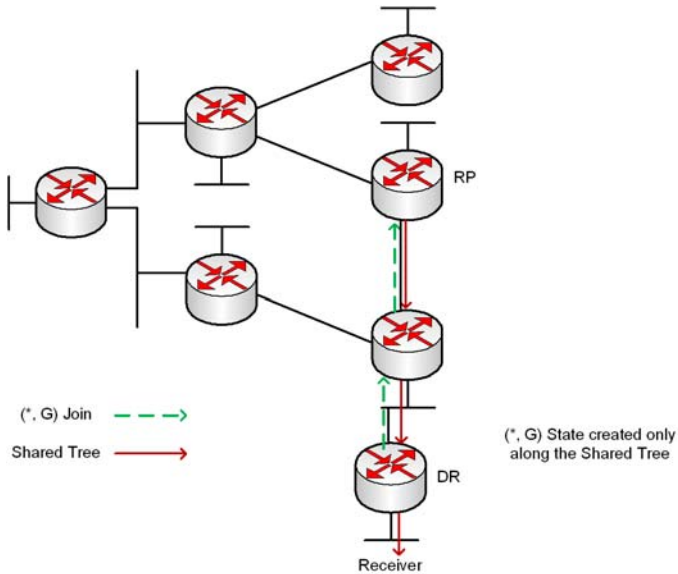 RP
(*, G) Join
Shared Tree
(*, G) State created only
along the Shared Tree
DR
Receiver